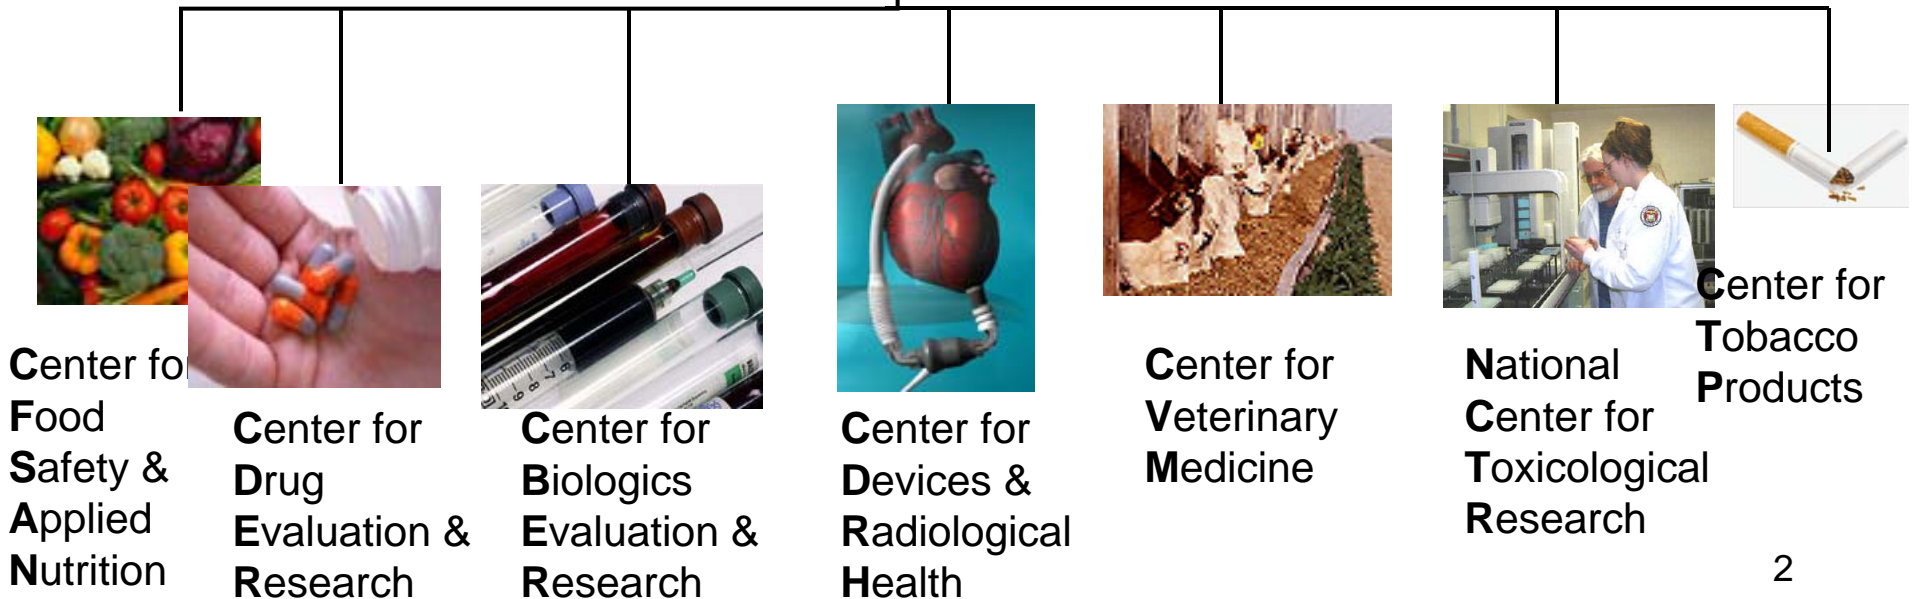 Center for
Food
Safety &
Applied
Nutrition
Center for
Drug
Evaluation &
Research
Center for
Biologics
Evaluation &
Research
Center for
Devices &
Radiological
Health
Center for
Veterinary
Medicine
National
Center for
Toxicological
Research
Center for
Tobacco
Products
2